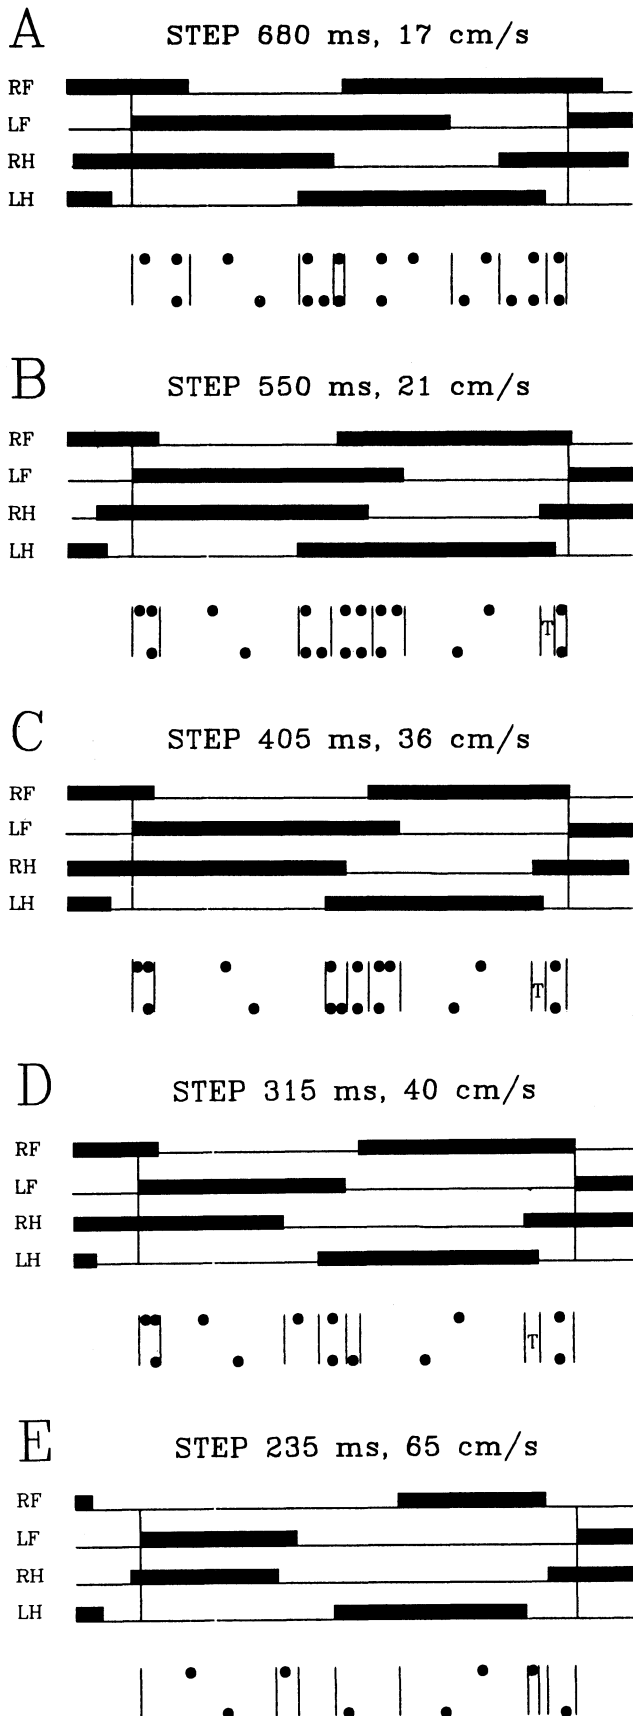 A
STEP 680 ms, 17 cm/s
RF
LF
RH
LH
B
STEP 550 ms, 21 cm/s
RF
LF
RH
LH
T
C
STEP 405 ms, 36 cm/s
RF
LF
RH
LH
T
D
STEP 315 ms, 40 cm/s
RF
LF
RH
LH
T
E
STEP 235 ms, 65 cm/s
RF
LF
RH
LH